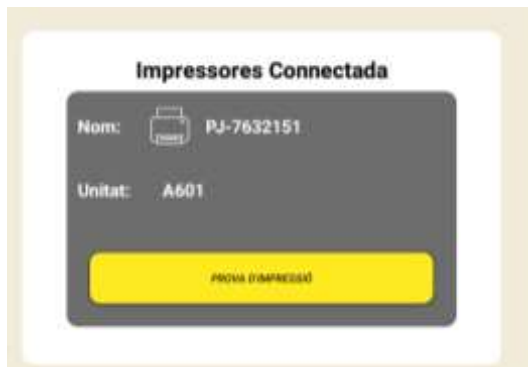 Impressores Connectada
Nom: PJ-7632151
Unitat: A601
PROVA D'IMPRESSIÓ